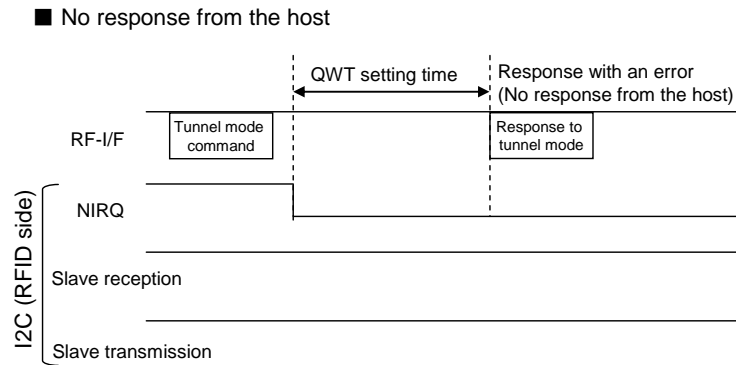 ■ No response from the host
QWT setting time
Response with an error
(No response from the host)
RF-I/F
Tunnel mode
command
Response to
tunnel mode
NIRQ
I2C (RFID side)
Slave reception
Slave transmission